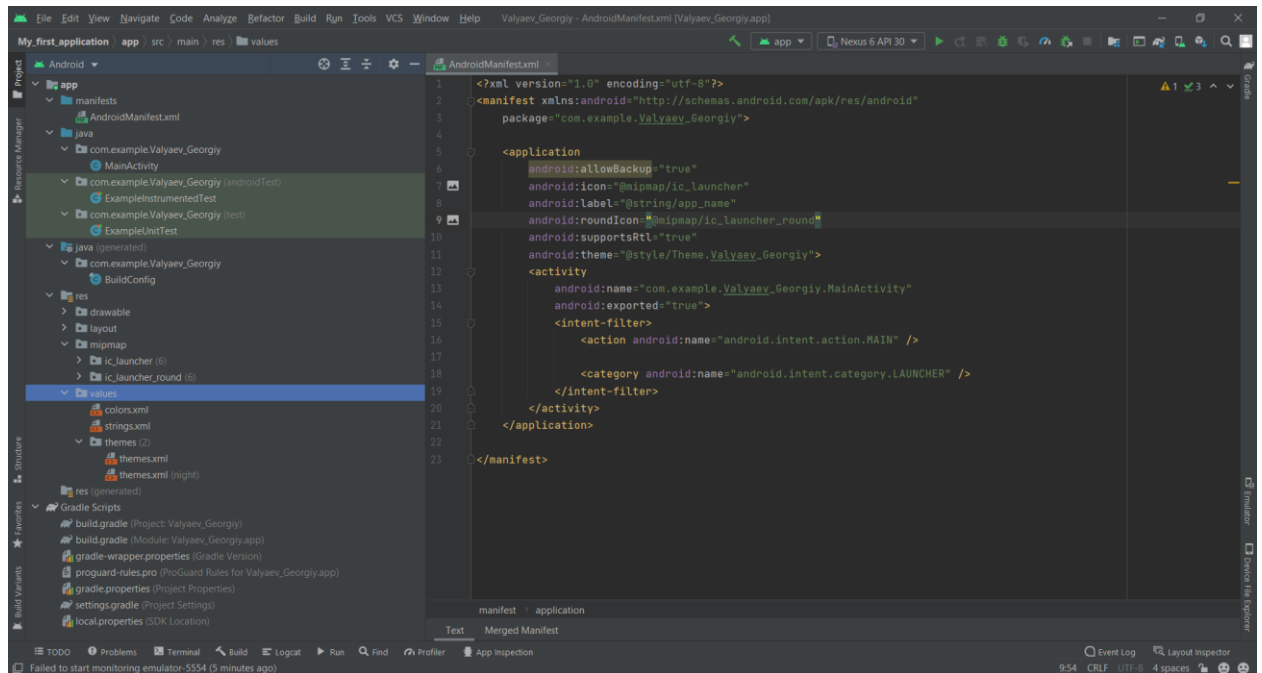 File Edit View Navigate Code Analyze Refactor Build Run Tools VCS Window Help Valyaev_Georgiy - AndroidManifest.xml [Valyaev_Georgiy.app]
My_first_application app src main res values app Nexus 6 API 30
Project
Android
AndroidManifest.xml
app
manifests
AndroidManifest.xml
java
com.example.Valyaev_Georgiy
MainActivity
com.example.Valyaev_Georgiy (androidTest)
ExampleInstrumentedTest
com.example.Valyaev_Georgiy (test)
ExampleUnitTest
java (generated)
com.example.Valyaev_Georgiy
BuildConfig
res
drawable
layout
mipmap
ic_launcher (6)
ic_launcher_round (6)
values
colors.xml
strings.xml
themes (2)
themes.xml
themes.xml (night)
res (generated)
Gradle Scripts
build.gradle (Project: Valyaev_Georgiy)
build.gradle (Module: Valyaev_Georgiy.app)
gradle-wrapper.properties (Gradle Version)
proguard-rules.pro (ProGuard Rules for Valyaev_Georgiy.app)
gradle.properties (Project Properties)
settings.gradle (Project Settings)
local.properties (SDK Location)
Resource Manager
Structure
Favorites
Build Variants
1 <?xml version="1.0" encoding="utf-8"?>
2 <manifest xmlns:android="http://schemas.android.com/apk/res/android"
3 package="com.example.Valyaev_Georgiy">
4
5 <application
6 android:allowBackup="true"
7 android:icon="@mipmap/ic_launcher"
8 android:label="@string/app_name"
9 android:roundIcon="@mipmap/ic_launcher_round"
10 android:supportsRtl="true"
11 android:theme="@style/Theme.Valyaev_Georgiy">
12 <activity
13 android:name="com.example.Valyaev_Georgiy.MainActivity"
14 android:exported="true">
15 <intent-filter>
16 <action android:name="android.intent.action.MAIN" />
17
18 <category android:name="android.intent.category.LAUNCHER" />
19 </intent-filter>
20 </activity>
21 </application>
22
23 </manifest>
1 3
Gradle
Emulator
Device File Explorer
manifest application
Text Merged Manifest
TODO Problems Terminal Build Logcat Run Find Profiler App Inspection Event Log Layout Inspector
Failed to start monitoring emulator-5554 (5 minutes ago) 9:54 CRLF UTF-8 4 spaces